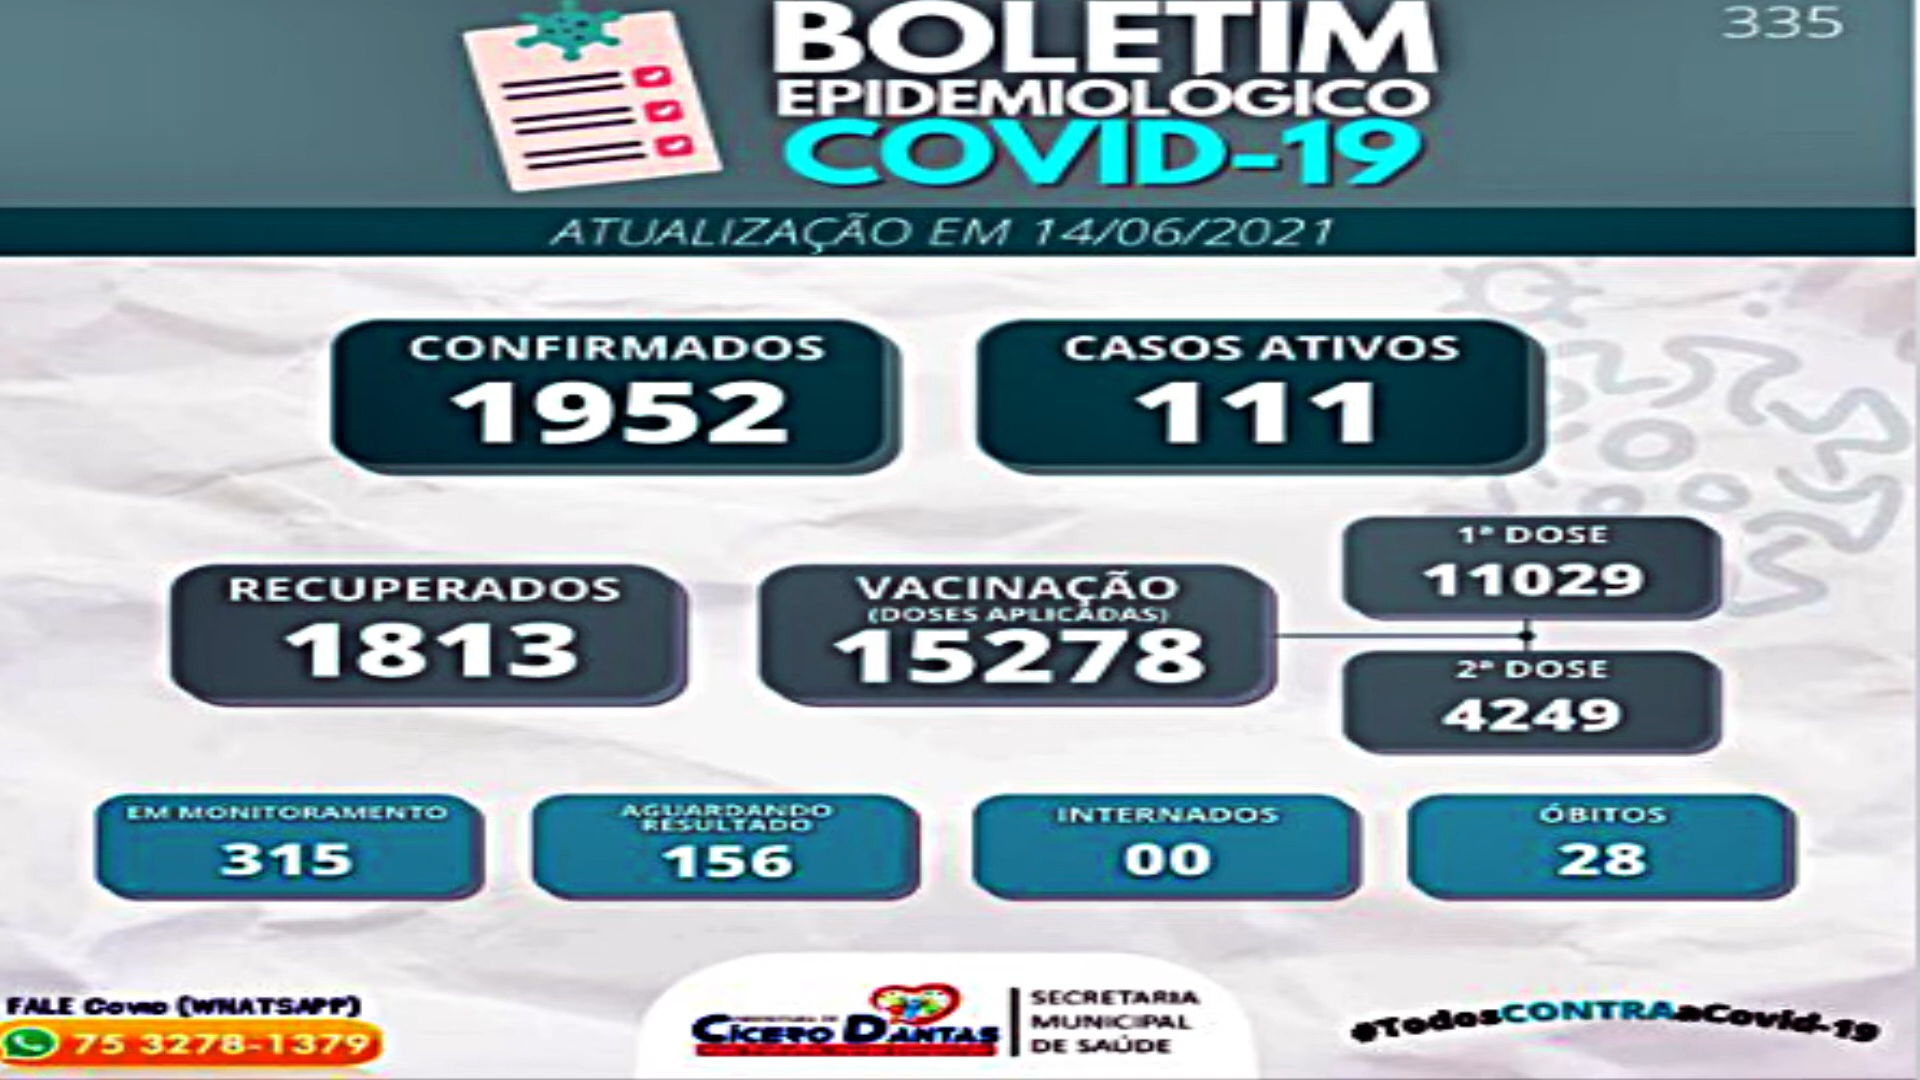 335
BOLETIM
EPIDEMIOLÓGICO
COVID-19
ATUALIZAÇÃO EM 14/06/2021
CONFIRMADOS
1952
CASOS ATIVOS
111
RECUPERADOS
1813
VACINAÇÃO
(DOSES APLICADAS)
15278
1ª DOSE
11029
2ª DOSE
4249
EM MONITORAMENTO
315
AGUARDANDO
RESULTADO
156
INTERNADOS
00
ÓBITOS
28
FALE Covid (WHATSAPP)
75 3278-1379
CÍCERO DANTAS
SECRETARIA
MUNICIPAL
DE SAÚDE
#TodosCONTRAaCovid-19